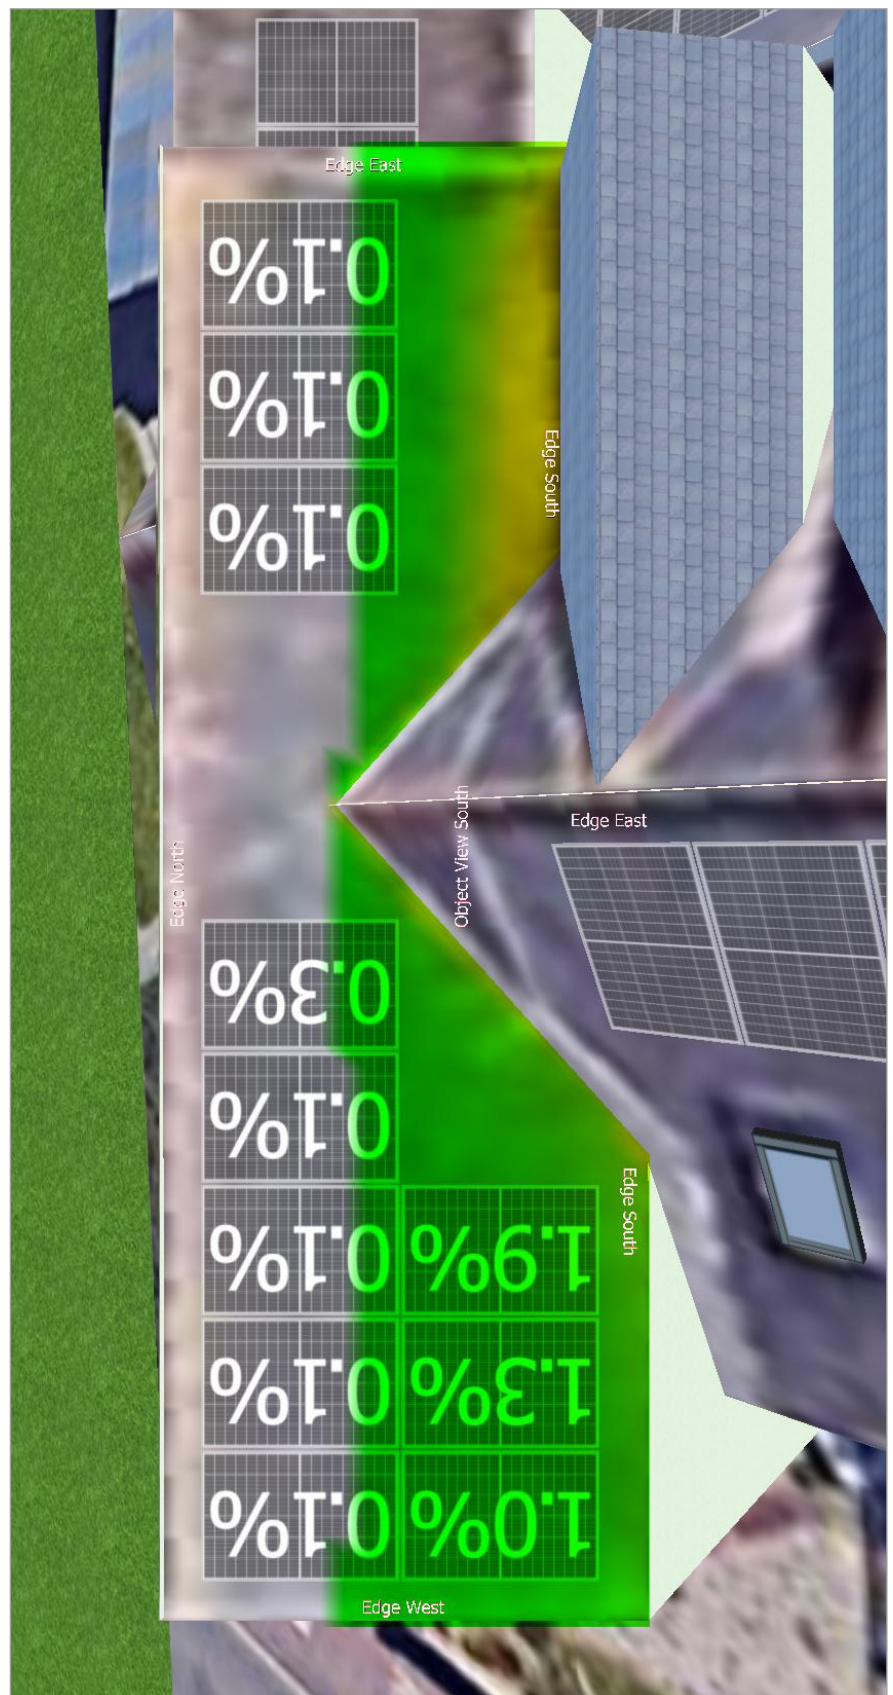 Edge East
0.1%
0.1%
0.1%
Edge South
Object View South
Edge East
Edge North
0.3%
0.1%
0.1%
1.9%
Edge South
0.1%
1.3%
0.1%
1.0%
Edge West